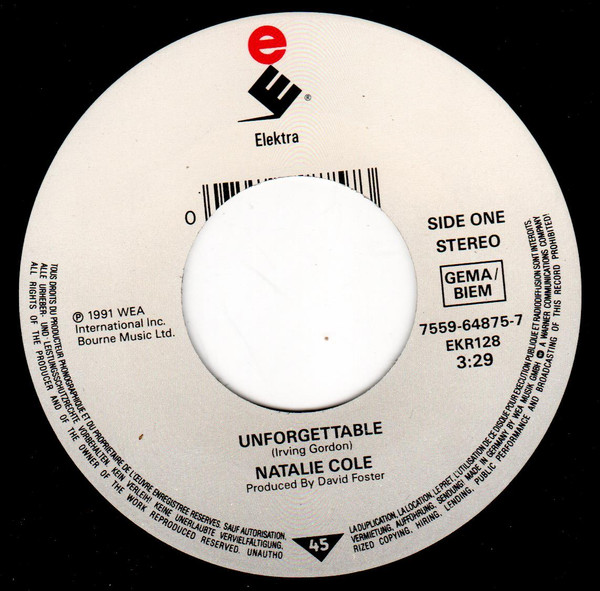 e
E®
Elektra
0
SIDE ONE
STEREO
GEMA/
BIEM
7559-64875-7
EKR128
3:29
℗ 1991 WEA
International Inc.
Bourne Music Ltd.
UNFORGETTABLE
(Irving Gordon)
NATALIE COLE
Produced By David Foster
45
TOUS DROITS DU PRODUCTEUR PHONOGRAPHIQUE ET DU PROPRIETAIRE DE L'ŒUVRE ENREGISTREE RESERVES. SAUF AUTORISATION,
LA DUPLICATION, LA LOCATION, LE PRET, L'UTILISATION DE CE DISQUE POUR EXECUTION PUBLIQUE ET RADIODIFFUSION SONT INTERDITS.
ALLE URHEBER- UND LEISTUNGSSCHUTZRECHTE VORBEHALTEN. KEIN VERLEIH! KEINE UNERLAUBTE VERVIELFÄLTIGUNG,
VERMIETUNG, AUFFÜHRUNG, SENDUNG! MADE IN GERMANY BY WEA MUSIK GMBH A WARNER COMMUNICATIONS COMPANY
ALL RIGHTS OF THE PRODUCER AND OF THE OWNER OF THE WORK REPRODUCED RESERVED. UNAUTHO
RIZED COPYING, HIRING, LENDING, PUBLIC PERFORMANCE AND BROADCASTING OF THIS RECORD PROHIBITED!